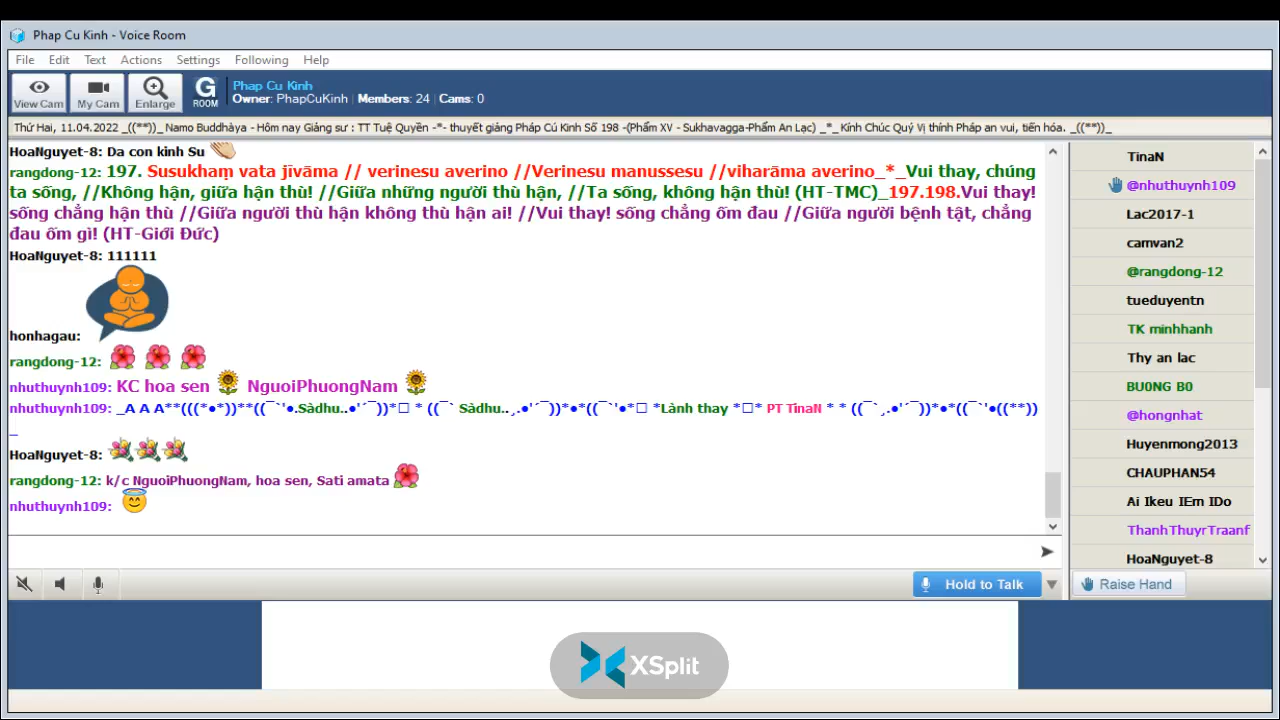 Phap Cu Kinh - Voice Room
File Edit Text Actions Settings Following Help
View Cam My Cam Enlarge G ROOM
Phap Cu Kinh
Owner: PhapCuKinh | Members: 24 | Cams: 0
Thứ Hai, 11.04.2022 _((**))_ Namo Buddhàya - Hôm nay Giảng sư : TT Tuệ Quyền -*- thuyết giảng Pháp Cú Kinh Số 198 -(Phẩm XV - Sukhavagga-Phẩm An Lạc) _*_ Kính Chúc Quý Vị thính Pháp an vui, tiến hóa. _((**))_
HoaNguyet-8: Da con kinh Su
rangdong-12: 197. Susukhaṃ vata jīvāma // verinesu averino //Verinesu manussesu //viharāma averino_*_Vui thay, chúng
ta sống, //Không hận, giữa hận thù! //Giữa những người thù hận, //Ta sống, không hận thù! (HT-TMC)_197.198.Vui thay!
sống chẳng hận thù //Giữa người thù hận không thù hận ai! //Vui thay! sống chẳng ốm đau //Giữa người bệnh tật, chẳng
đau ốm gì! (HT-Giới Đức)
HoaNguyet-8: 111111
honhagau:
rangdong-12:
nhuthuynh109: KC hoa sen NguoiPhuongNam
nhuthuynh109: _A A A**(((*●*))**((¯`'●.Sàdhu..●'´¯))*□ * ((¯` Sàdhu..¸.●'´¯))*●*((¯`'●*□ *Lành thay *□* PT TinaN * * ((¯`¸.●'´¯))*●*((¯`'●((**))
_
HoaNguyet-8:
rangdong-12: k/c NguoiPhuongNam, hoa sen, Sati amata
nhuthuynh109:
TinaN
@nhuthuynh109
Lac2017-1
camvan2
@rangdong-12
tueduyentn
TK minhhanh
Thy an lac
BU0NG B0
@hongnhat
Huyenmong2013
CHAUPHAN54
Ai Ikeu IEm IDo
ThanhThuyrTraanf
HoaNguyet-8
Hold to Talk
Raise Hand
XSplit